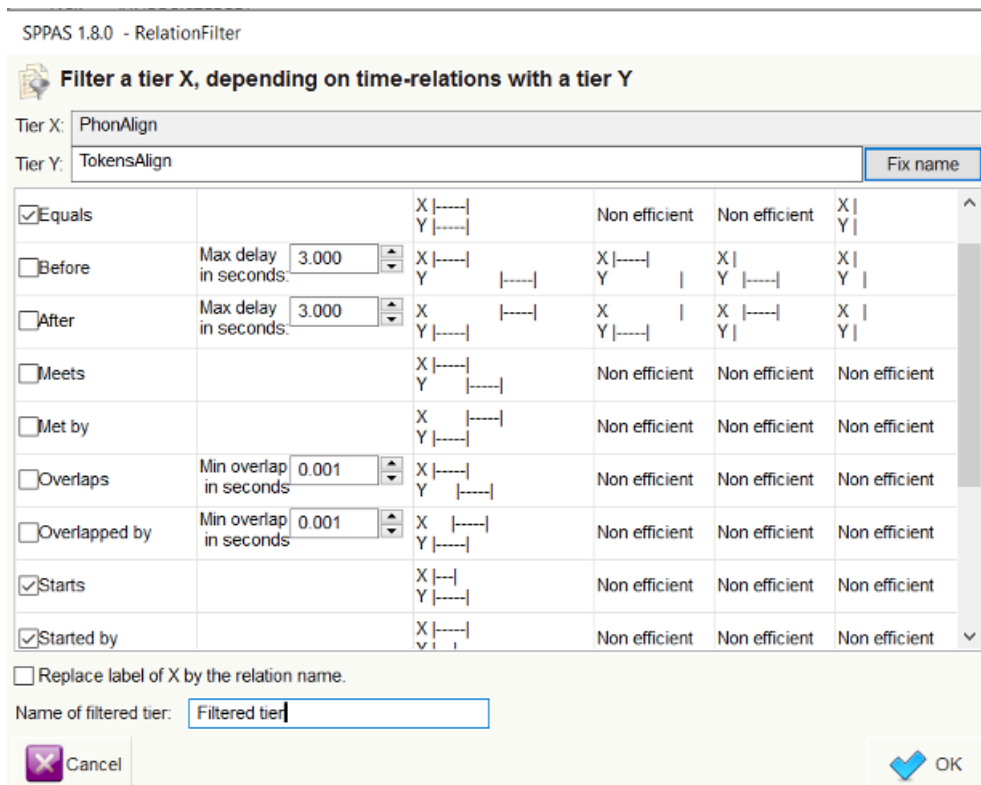 SPPAS 1.8.0 - RelationFilter
Filter a tier X, depending on time-relations with a tier Y
Tier X: PhonAlign
Tier Y: TokensAlign Fix name
Equals X |-----| Non efficient Non efficient X |
Y |-----| Y |
Before Max delay 3.000 X |-----| X |-----| X | X |
in seconds: Y |-----| Y | Y |-----| Y |
After Max delay 3.000 X |-----| X | X |-----| X |
in seconds: Y |-----| Y |-----| Y | Y |
Meets X |-----| Non efficient Non efficient Non efficient
Y |-----|
Met by X |-----| Non efficient Non efficient Non efficient
Y |-----|
Overlaps Min overlap 0.001 X |-----| Non efficient Non efficient Non efficient
in seconds Y |-----|
Overlapped by Min overlap 0.001 X |-----| Non efficient Non efficient Non efficient
in seconds Y |-----|
Starts X |---| Non efficient Non efficient Non efficient
Y |-----|
Started by X |-----| Non efficient Non efficient Non efficient
Replace label of X by the relation name.
Name of filtered tier: Filtered tier
Cancel OK